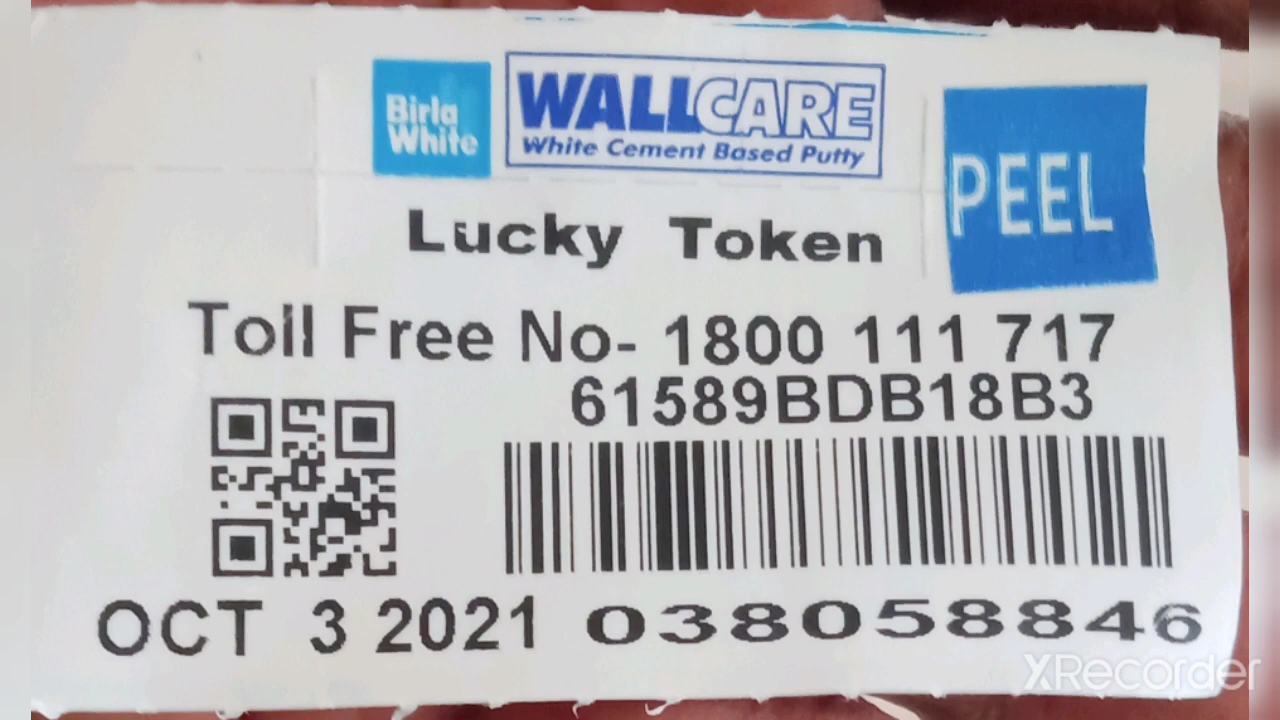 Birla
White
WALLCARE
White Cement Based Putty
PEEL
Lucky Token
Toll Free No- 1800 111 717
61589BDB18B3
OCT 3 2021 038058846
XRecorder